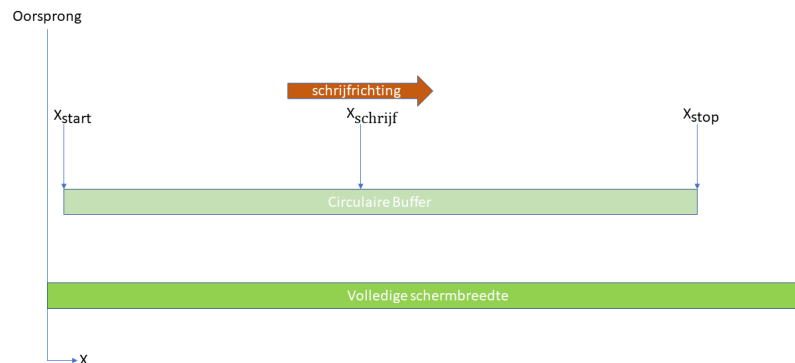 Oorsprong
schrijfrichting
Xstart
Xschrijf
Xstop
Circulaire Buffer
Volledige schermbreedte
X